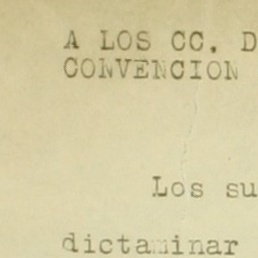 A LOS CC. D
CONVENCION
Los su
dictaminar